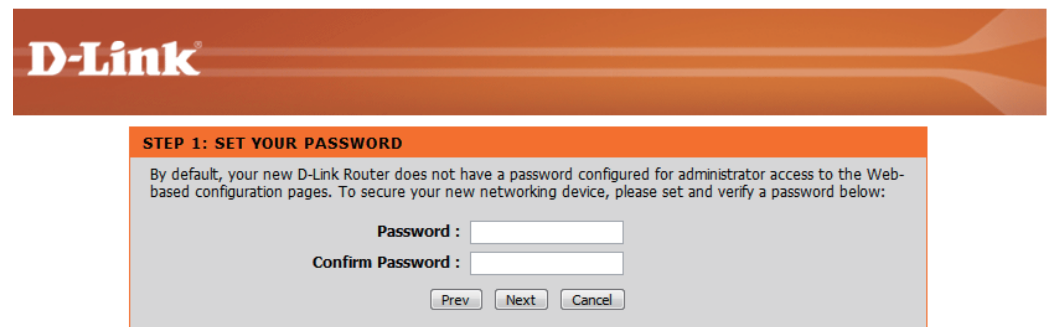 D-Link®
STEP 1: SET YOUR PASSWORD
By default, your new D-Link Router does not have a password configured for administrator access to the Web-
based configuration pages. To secure your new networking device, please set and verify a password below:
Password :
Confirm Password :
Prev Next Cancel